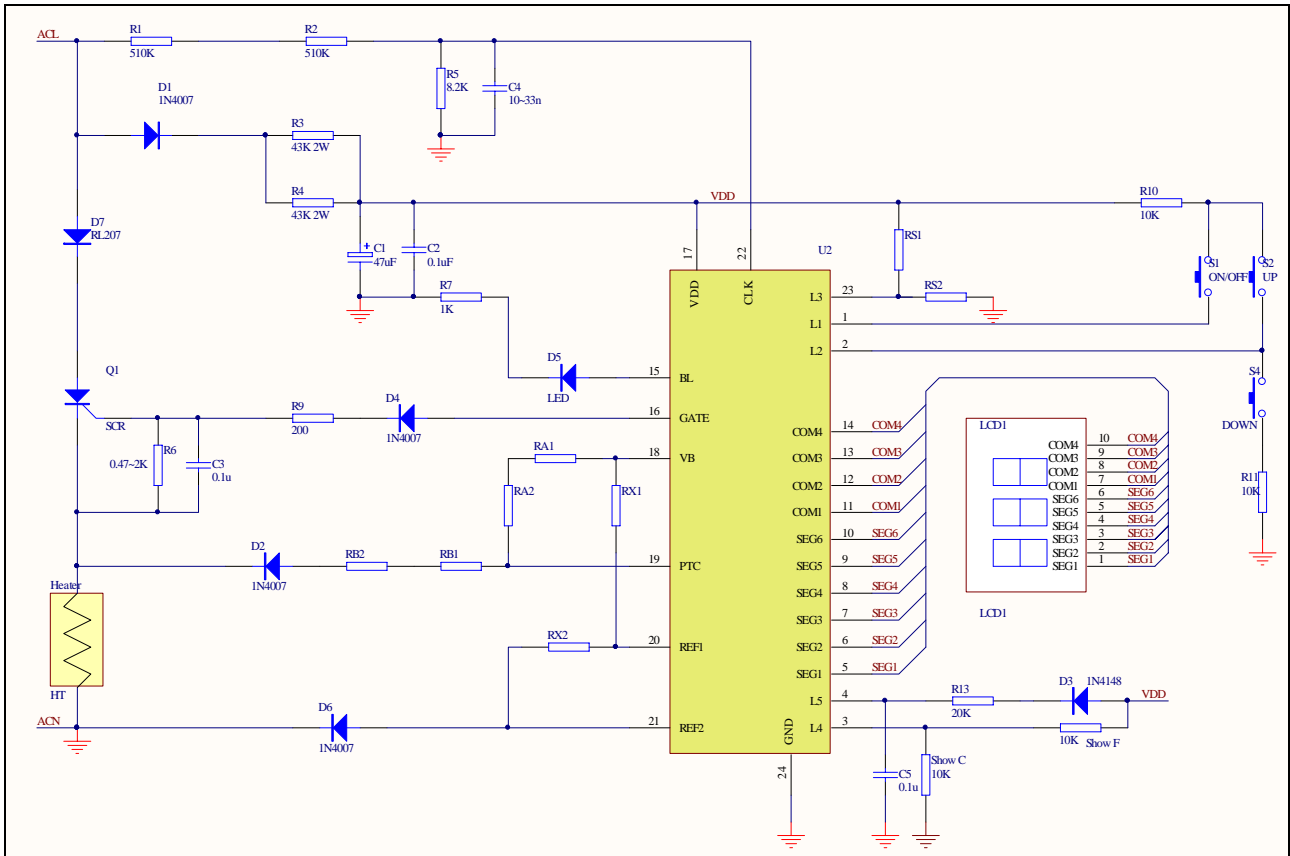 ACL
R1
510K
R2
510K
R5
8.2K
C4
10~33n
D1
1N4007
R3
43K 2W
R4
43K 2W
VDD
R10
10K
D7
RL207
C1
+
47uF
C2
0.1uF
R7
1K
17
VDD
22
CLK
U2
RS1
RS2
S1
ON/OFF
S2
UP
L3
23
L1
1
L2
2
Q1
SCR
D5
LED
15
BL
S4
DOWN
R9
200
D4
1N4007
16
GATE
R6
0.47~2K
C3
0.1u
RA1
RA2
RX1
18
VB
COM4
14
COM4
COM3
13
COM3
COM2
12
COM2
COM1
11
COM1
SEG6
10
SEG6
SEG5
9
SEG5
SEG4
8
SEG4
SEG3
7
SEG3
SEG2
6
SEG2
SEG1
5
SEG1
LCD1
COM4
10
COM4
COM3
9
COM3
COM2
8
COM2
COM1
7
COM1
SEG6
6
SEG6
SEG5
5
SEG5
SEG4
4
SEG4
SEG3
3
SEG3
SEG2
2
SEG2
SEG1
1
SEG1
LCD1
R11
10K
D2
1N4007
RB2
RB1
19
PTC
Heater
HT
RX2
20
REF1
ACN
D6
1N4007
21
REF2
GND
24
L5
4
L4
3
R13
20K
D3
1N4148
VDD
10K
Show F
C5
0.1u
Show C
10K